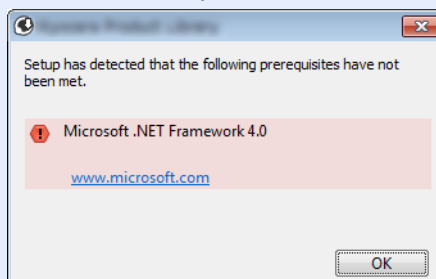 Setup has detected that the following prerequisites have not
been met.
Microsoft .NET Framework 4.0
www.microsoft.com
OK